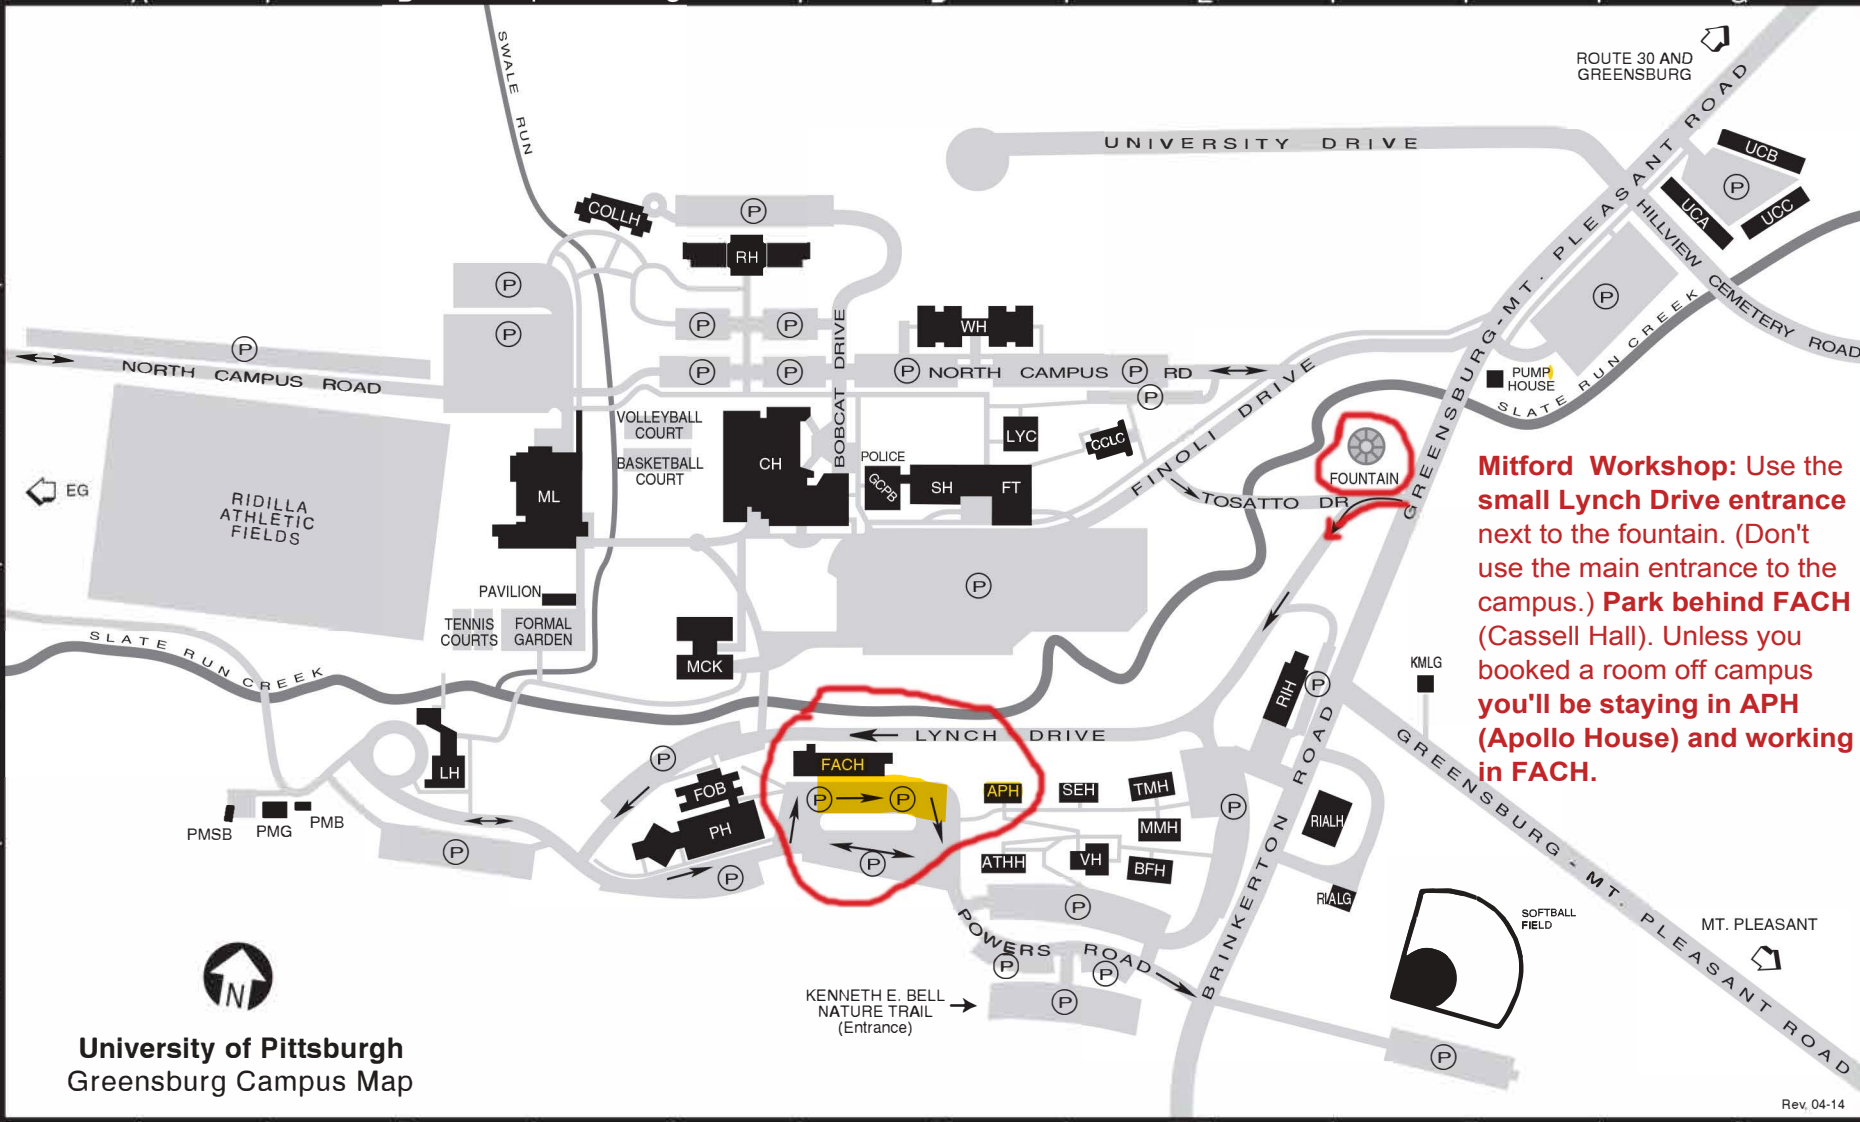 ROUTE 30 AND
GREENSBURG
SWALE RUN
UNIVERSITY DRIVE
GREENSBURG-MT. PLEASANT ROAD
UCB
P
UCA
UCC
HILLVIEW CEMETERY ROAD
COLLH
P
RH
P
P
P
P
WH
P
P
BOBCAT DRIVE
P
NORTH CAMPUS ROAD
P
P
P
NORTH CAMPUS
P
RD
P
PUMP
HOUSE
SLATE RUN CREEK
FINOLI DRIVE
VOLLEYBALL
COURT
BASKETBALL
COURT
CH
LYC
CCLC
POLICE
GCPB
SH
FT
FOUNTAIN
TOSATTO DR
EG
RIDILLA
ATHLETIC
FIELDS
ML
Mitford Workshop: Use the
small Lynch Drive entrance
next to the fountain. (Don't
use the main entrance to the
campus.) Park behind FACH
(Cassell Hall). Unless you
booked a room off campus
you'll be staying in APH
(Apollo House) and working
in FACH.
P
PAVILION
TENNIS
COURTS
FORMAL
GARDEN
SLATE RUN CREEK
MCK
KMLG
RIH
P
LYNCH DRIVE
GREENSBURG - MT. PLEASANT ROAD
BRINKERTON ROAD
LH
P
FACH
FOB
P
P
APH
SEH
TMH
P
PMSB
PMG
PMB
PH
MMH
RIALH
P
P
ATHH
VH
BFH
P
RIALG
P
POWERS ROAD
SOFTBALL
FIELD
MT. PLEASANT
P
P
KENNETH E. BELL
NATURE TRAIL
(Entrance)
P
P
N
University of Pittsburgh
Greensburg Campus Map
Rev. 04-14